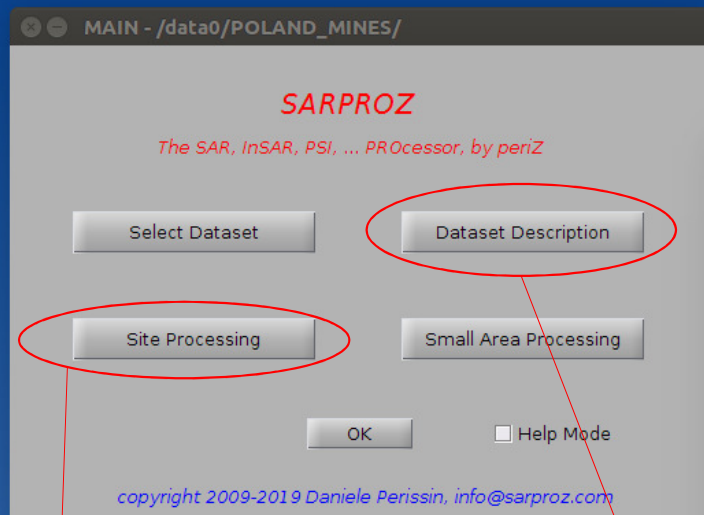 MAIN - /data0/POLAND_MINES/
SARPROZ
The SAR, InSAR, PSI, ... PROcessor, by periZ
Select Dataset
Dataset Description
Site Processing
Small Area Processing
OK
Help Mode
copyright 2009-2019 Daniele Perissin, info@sarproz.com